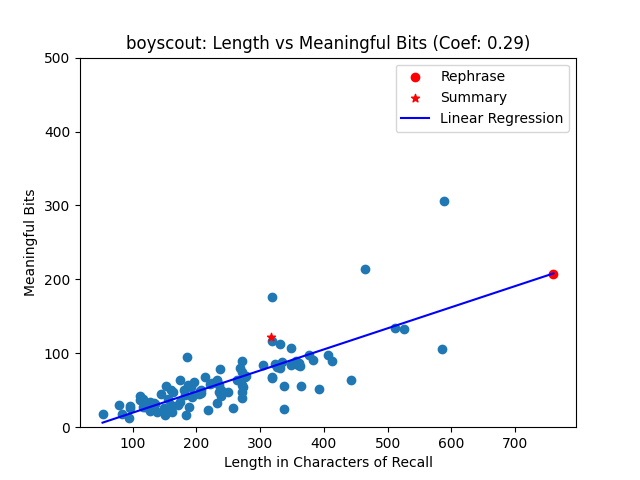 boyscout: Length vs Meaningful Bits (Coef: 0.29)
Rephrase
Summary
Linear Regression
Meaningful Bits
500
400
300
200
100
0
100 200 300 400 500 600 700
Length in Characters of Recall